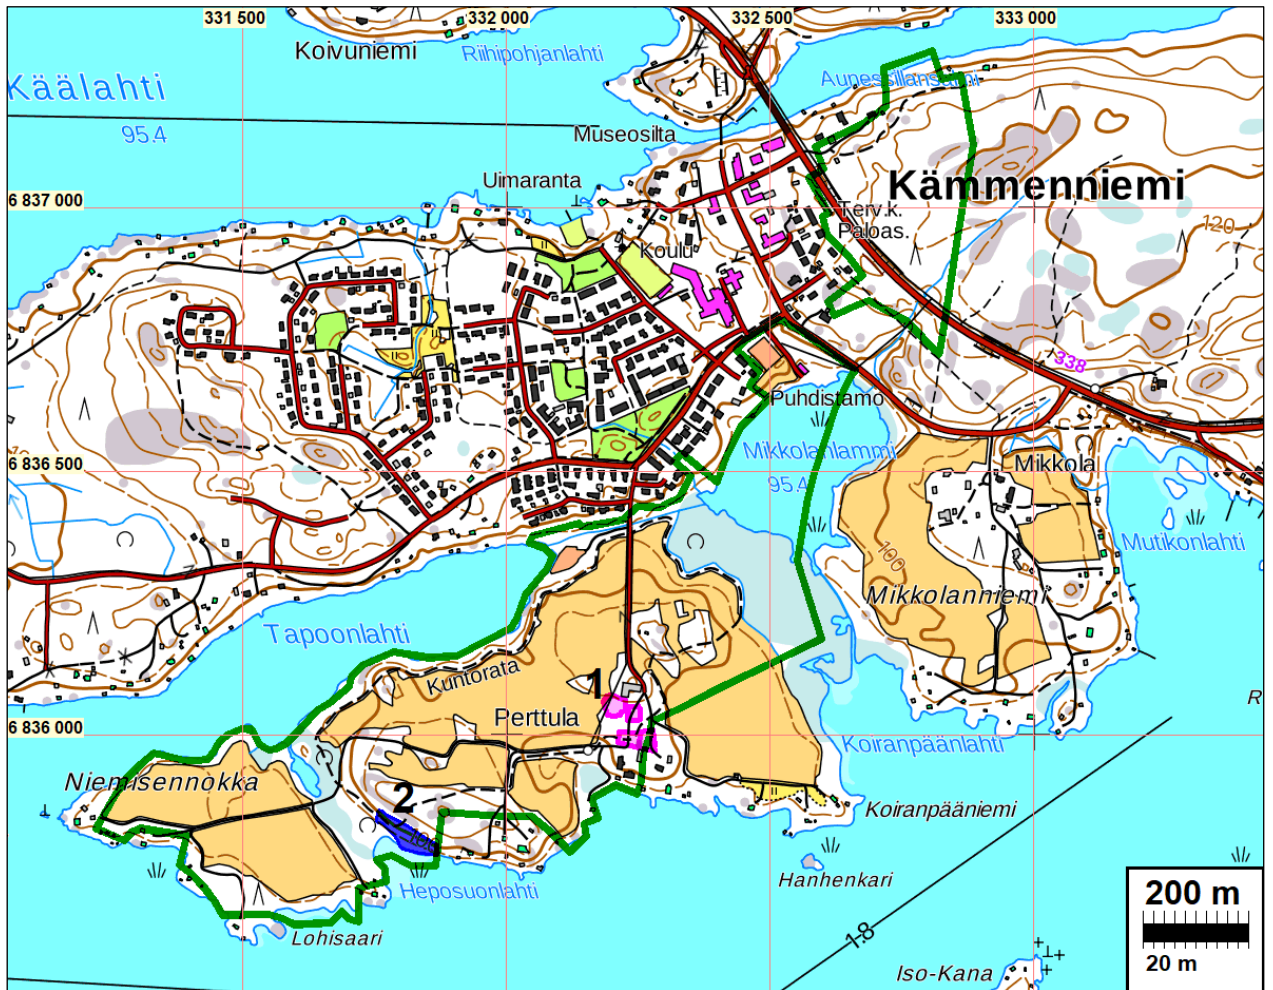 331 500
332 000
332 500
333 000
Koivuniemi
Riihipohjanlahti
Käälahti
Aunessillansalmi
95.4
Museosilta
Uimaranta
Kämmenniemi
6 837 000
Terv.k.
Paloas.
120
Koulu
338
Puhdistamo
Mikkolanlammi
6 836 500
Mikkola
95.4
Mutikonlahti
100
Mikkolanniemi
Tapoonlahti
Kuntorata
1
R
Perttula
6 836 000
Koiranpäänlahti
Niemisennokka
2
Koiranpääniemi
Heposuonlahti
Hanhenkari
200 m
Lohisaari
1.8
20 m
Iso-Kana